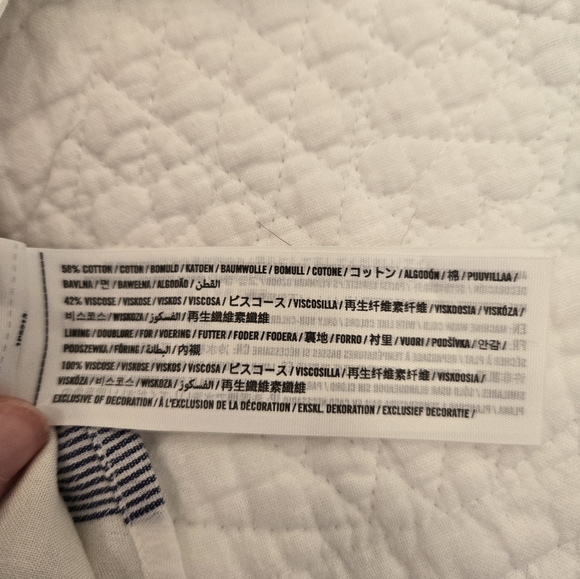 58% COTTON / COTON / BOMULD / KATOEN / BAUMWOLLE / BOMULL / COTONE / コットン / ALGODÓN / 棉 / PUUVILLAA /
BAVLNA / 면 / BAWEŁNA / ALGODÃO / القطن
42% VISCOSE / VISKOSE / VISKOS / VISCOSA / ビスコース / VISCOSILLA / 再生纤维素纤维 / VISKOOSIA / VISKÓZA /
비스코스 / WISKOZA / الفسكوز / 再生纖維素纖維
LINING / DOUBLURE / FOR / VOERING / FUTTER / FODER / FODERA / 裏地 / FORRO / 衬里 / VUORI / PODŠÍVKA / 안감 /
PODSZEWKA / FÔRING / البطانة / 內襯
100% VISCOSE / VISKOSE / VISKOS / VISCOSA / ビスコース / VISCOSILLA / 再生纤维素纤维 / VISKOOSIA /
VISKÓZA / 비스코스 / WISKOZA / الفسكوز / 再生纖維素纖維
EXCLUSIVE OF DECORATION / À L'EXCLUSION DE LA DÉCORATION / EKSKL. DEKORATION / EXCLUSIEF DECORATIE /